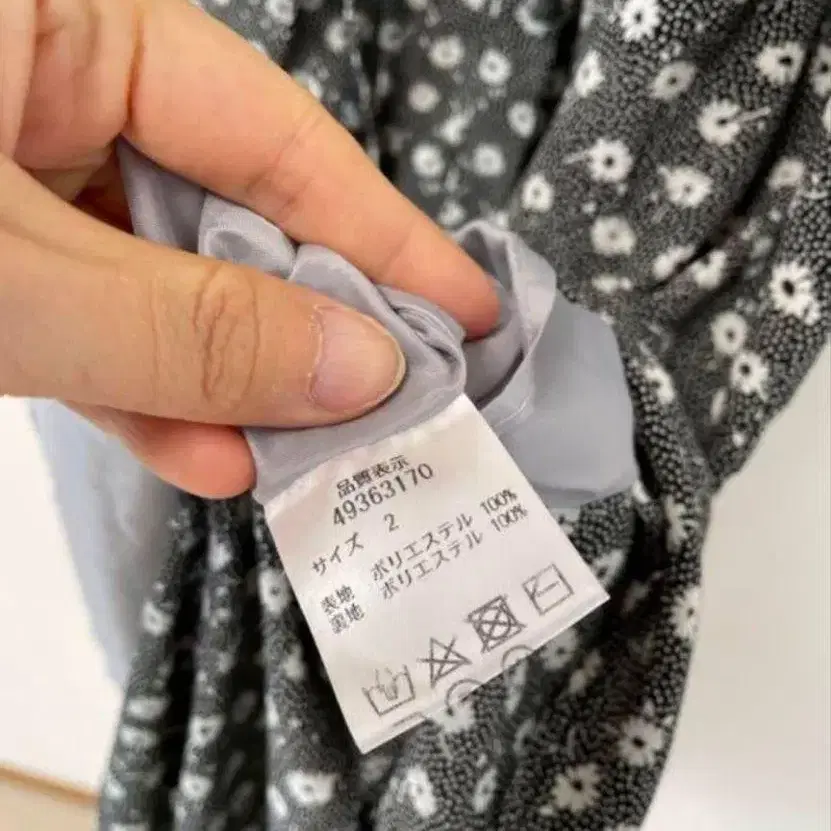 品質表示
49363170
サイズ 2
表地 ポリエステル 100%
裏地 ポリエステル 100%